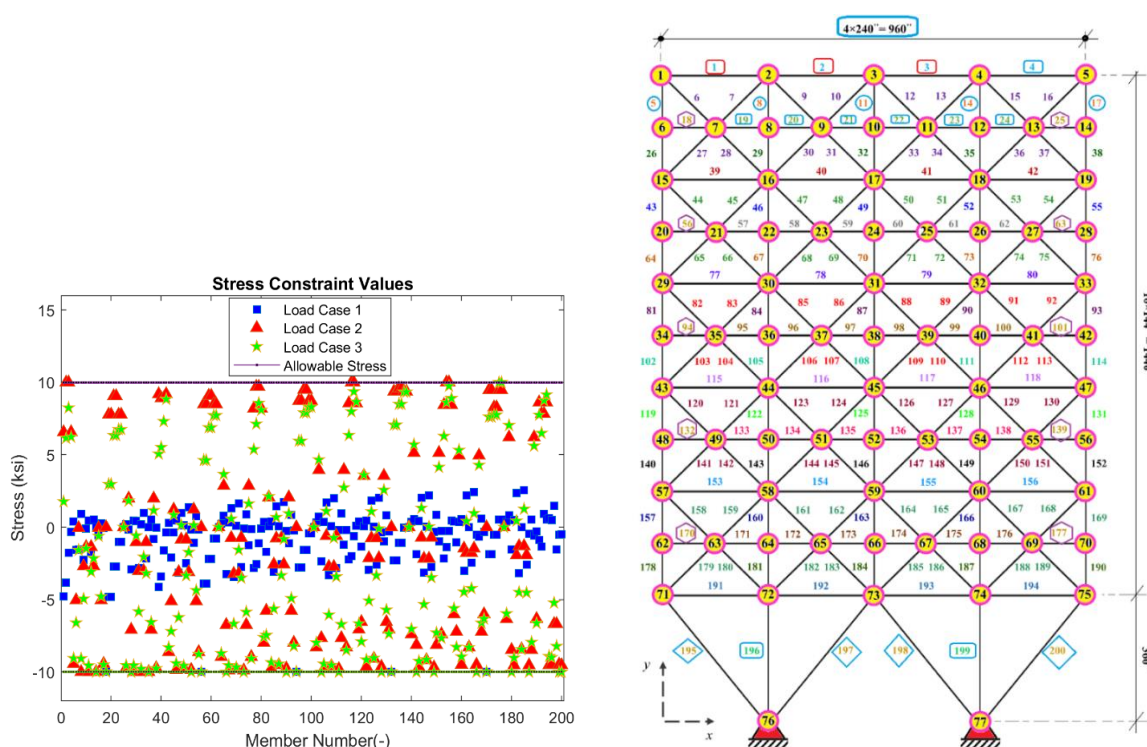 Stress Constraint Values
Load Case 1
Load Case 2
Load Case 3
Allowable Stress
15
10
5
0
-5
-10
Stress (ksi)
0 20 40 60 80 100 120 140 160 180 200
Member Number(-)
4×240"= 960"
1 2 3 4
1 2 3 4 5
5 6 7 8 9 10 11 12 13 14 15 16 17
18 19 20 21 22 23 24 25
6 7 8 9 10 11 12 13 14
26 27 28 29 30 31 32 33 34 35 36 37 38
39 40 41 42
15 16 17 18 19
43 44 45 46 47 48 49 50 51 52 53 54 55
56 57 58 59 60 61 62 63
20 21 22 23 24 25 26 27 28
64 65 66 67 68 69 70 71 72 73 74 75 76
77 78 79 80
29 30 31 32 33
81 82 83 84 85 86 87 88 89 90 91 92 93
94 95 96 97 98 99 100 101
34 35 36 37 38 39 40 41 42
102 103 104 105 106 107 108 109 110 111 112 113 114
115 116 117 118
43 44 45 46 47
119 120 121 122 123 124 125 126 127 128 129 130 131
132 133 134 135 136 137 138 139
48 49 50 51 52 53 54 55 56
140 141 142 143 144 145 146 147 148 149 150 151 152
153 154 155 156
57 58 59 60 61
157 158 159 160 161 162 163 164 165 166 167 168 169
170 171 172 173 174 175 176 177
62 63 64 65 66 67 68 69 70
178 179 180 181 182 183 184 185 186 187 188 189 190
191 192 193 194
71 72 73 74 75
195 196 197 198 199 200
y
x
76 77